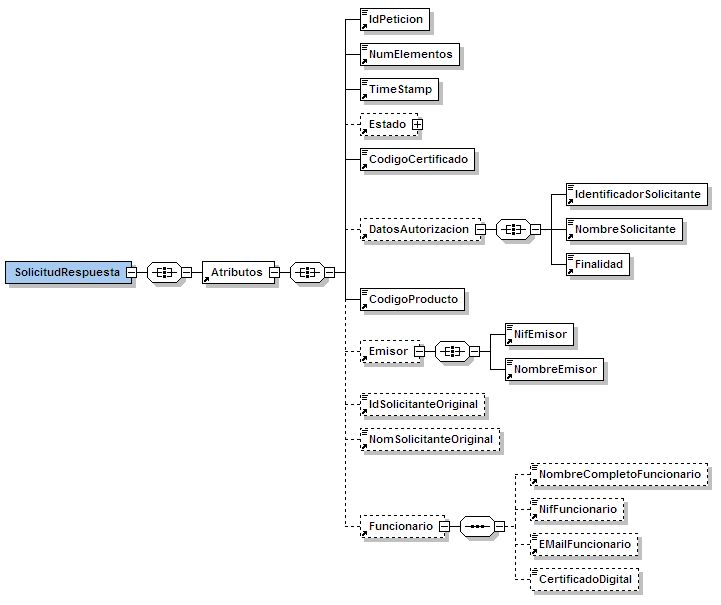 IdPeticion
NumElementos
TimeStamp
Estado
CodigoCertificado
IdentificadorSolicitante
DatosAutorizacion
NombreSolicitante
Finalidad
SolicitudRespuesta
Atributos
CodigoProducto
NifEmisor
Emisor
NombreEmisor
IdSolicitanteOriginal
NomSolicitanteOriginal
NombreCompletoFuncionario
NifFuncionario
Funcionario
EMailFuncionario
CertificadoDigital